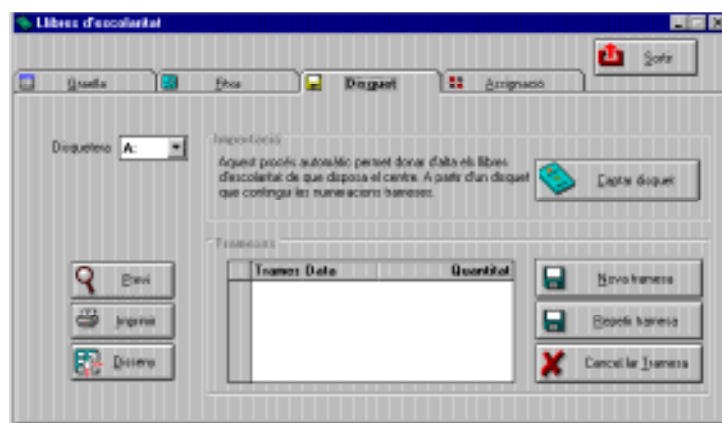 Llibres d'escolaritat
Sortir
Graella
Fitxa
Disquet
Assignació
Disquetera A:
Importació
Aquest procés automàtic permet donar d'alta els llibres
d'escolaritat de que disposa el centre. A partir d'un disquet
que contingui les numeracions trameses.
Captar disquet
Trameses
Trames Data Quantitat
Previ
Imprimir
Disseny
Nova tramesa
Repetir tramesa
Cancel·lar Tramesa